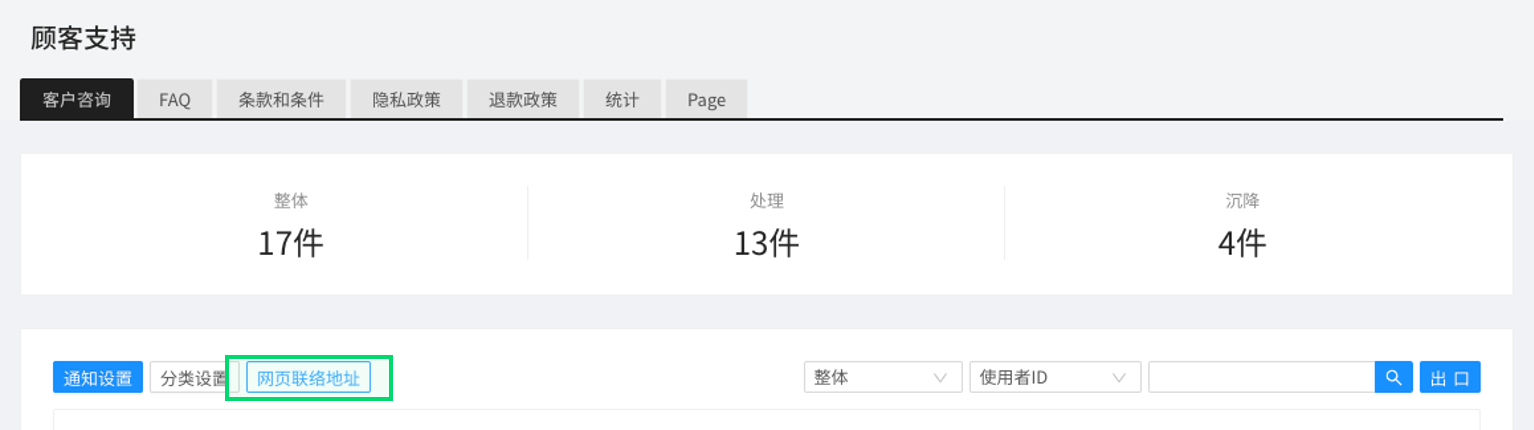 顾客支持
客户咨询 FAQ 条款和条件 隐私政策 退款政策 统计 Page
整体 处理 沉降
17件 13件 4件
通知设置 分类设置 网页联络地址 整体 使用者ID 出口